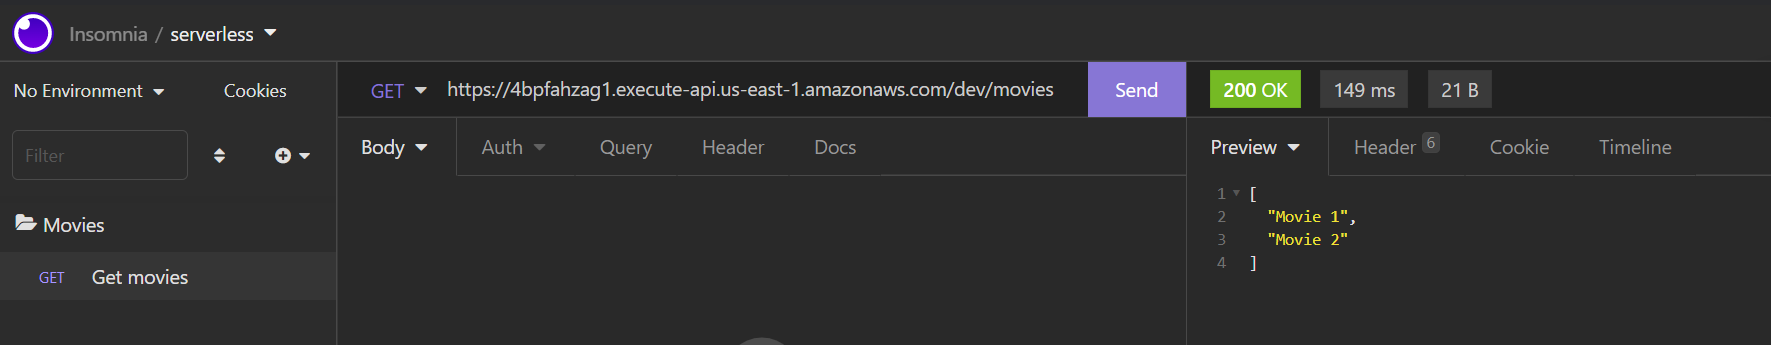 Insomnia / serverless
No Environment Cookies
GET https://4bpfahzag1.execute-api.us-east-1.amazonaws.com/dev/movies Send
200 OK 149 ms 21 B
Filter
Body Auth Query Header Docs
Preview Header 6 Cookie Timeline
Movies
GET Get movies
1 [
2 "Movie 1",
3 "Movie 2"
4 ]